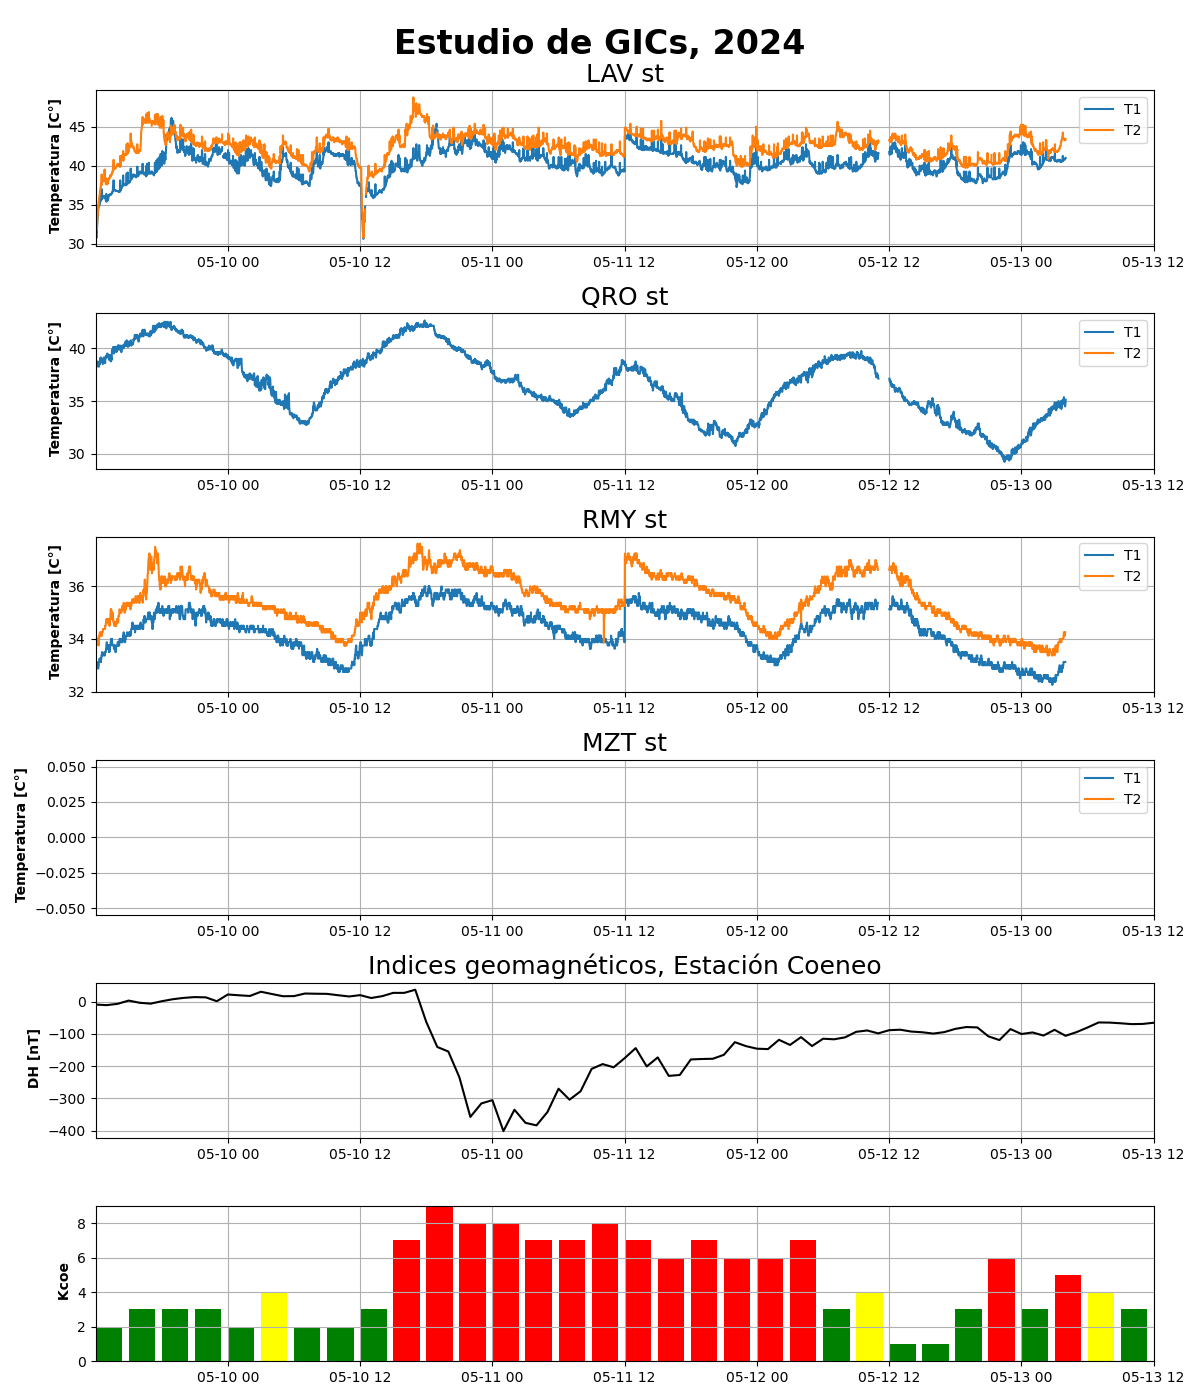 Estudio de GICs, 2024
LAV st
Temperatura [C°]
45
40
35
30
T1
T2
05-10 00 05-10 12 05-11 00 05-11 12 05-12 00 05-12 12 05-13 00 05-13 12
QRO st
Temperatura [C°]
40
35
30
T1
T2
05-10 00 05-10 12 05-11 00 05-11 12 05-12 00 05-12 12 05-13 00 05-13 12
RMY st
Temperatura [C°]
36
34
32
T1
T2
05-10 00 05-10 12 05-11 00 05-11 12 05-12 00 05-12 12 05-13 00 05-13 12
MZT st
Temperatura [C°]
0.050
0.025
0.000
−0.025
−0.050
T1
T2
05-10 00 05-10 12 05-11 00 05-11 12 05-12 00 05-12 12 05-13 00 05-13 12
Indices geomagnéticos, Estación Coeneo
DH [nT]
0
−100
−200
−300
−400
05-10 00 05-10 12 05-11 00 05-11 12 05-12 00 05-12 12 05-13 00 05-13 12
Kcoe
8
6
4
2
0
05-10 00 05-10 12 05-11 00 05-11 12 05-12 00 05-12 12 05-13 00 05-13 12